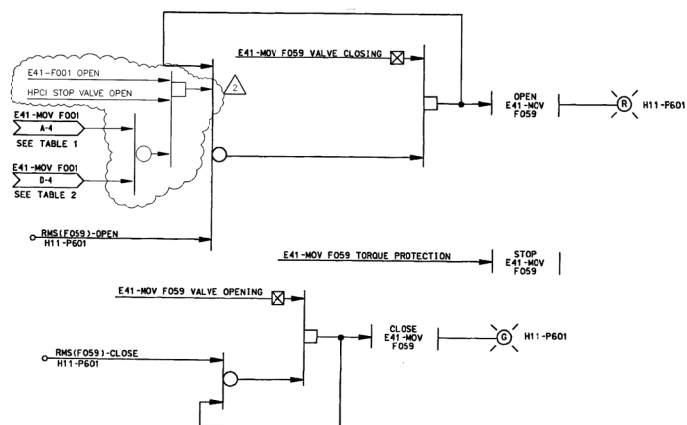 E41-MOV F059 VALVE CLOSING
E41-F001 OPEN
HPCI STOP VALVE OPEN
2
E41-MOV F001
A-4
SEE TABLE 1
E41-MOV F001
D-4
SEE TABLE 2
OPEN
E41-MOV
F059
R
H11-P601
RMS(F059)-OPEN
H11-P601
E41-MOV F059 TORQUE PROTECTION
STOP
E41-MOV
F059
E41-MOV F059 VALVE OPENING
CLOSE
E41-MOV
F059
G
H11-P601
RMS(F059)-CLOSE
H11-P601